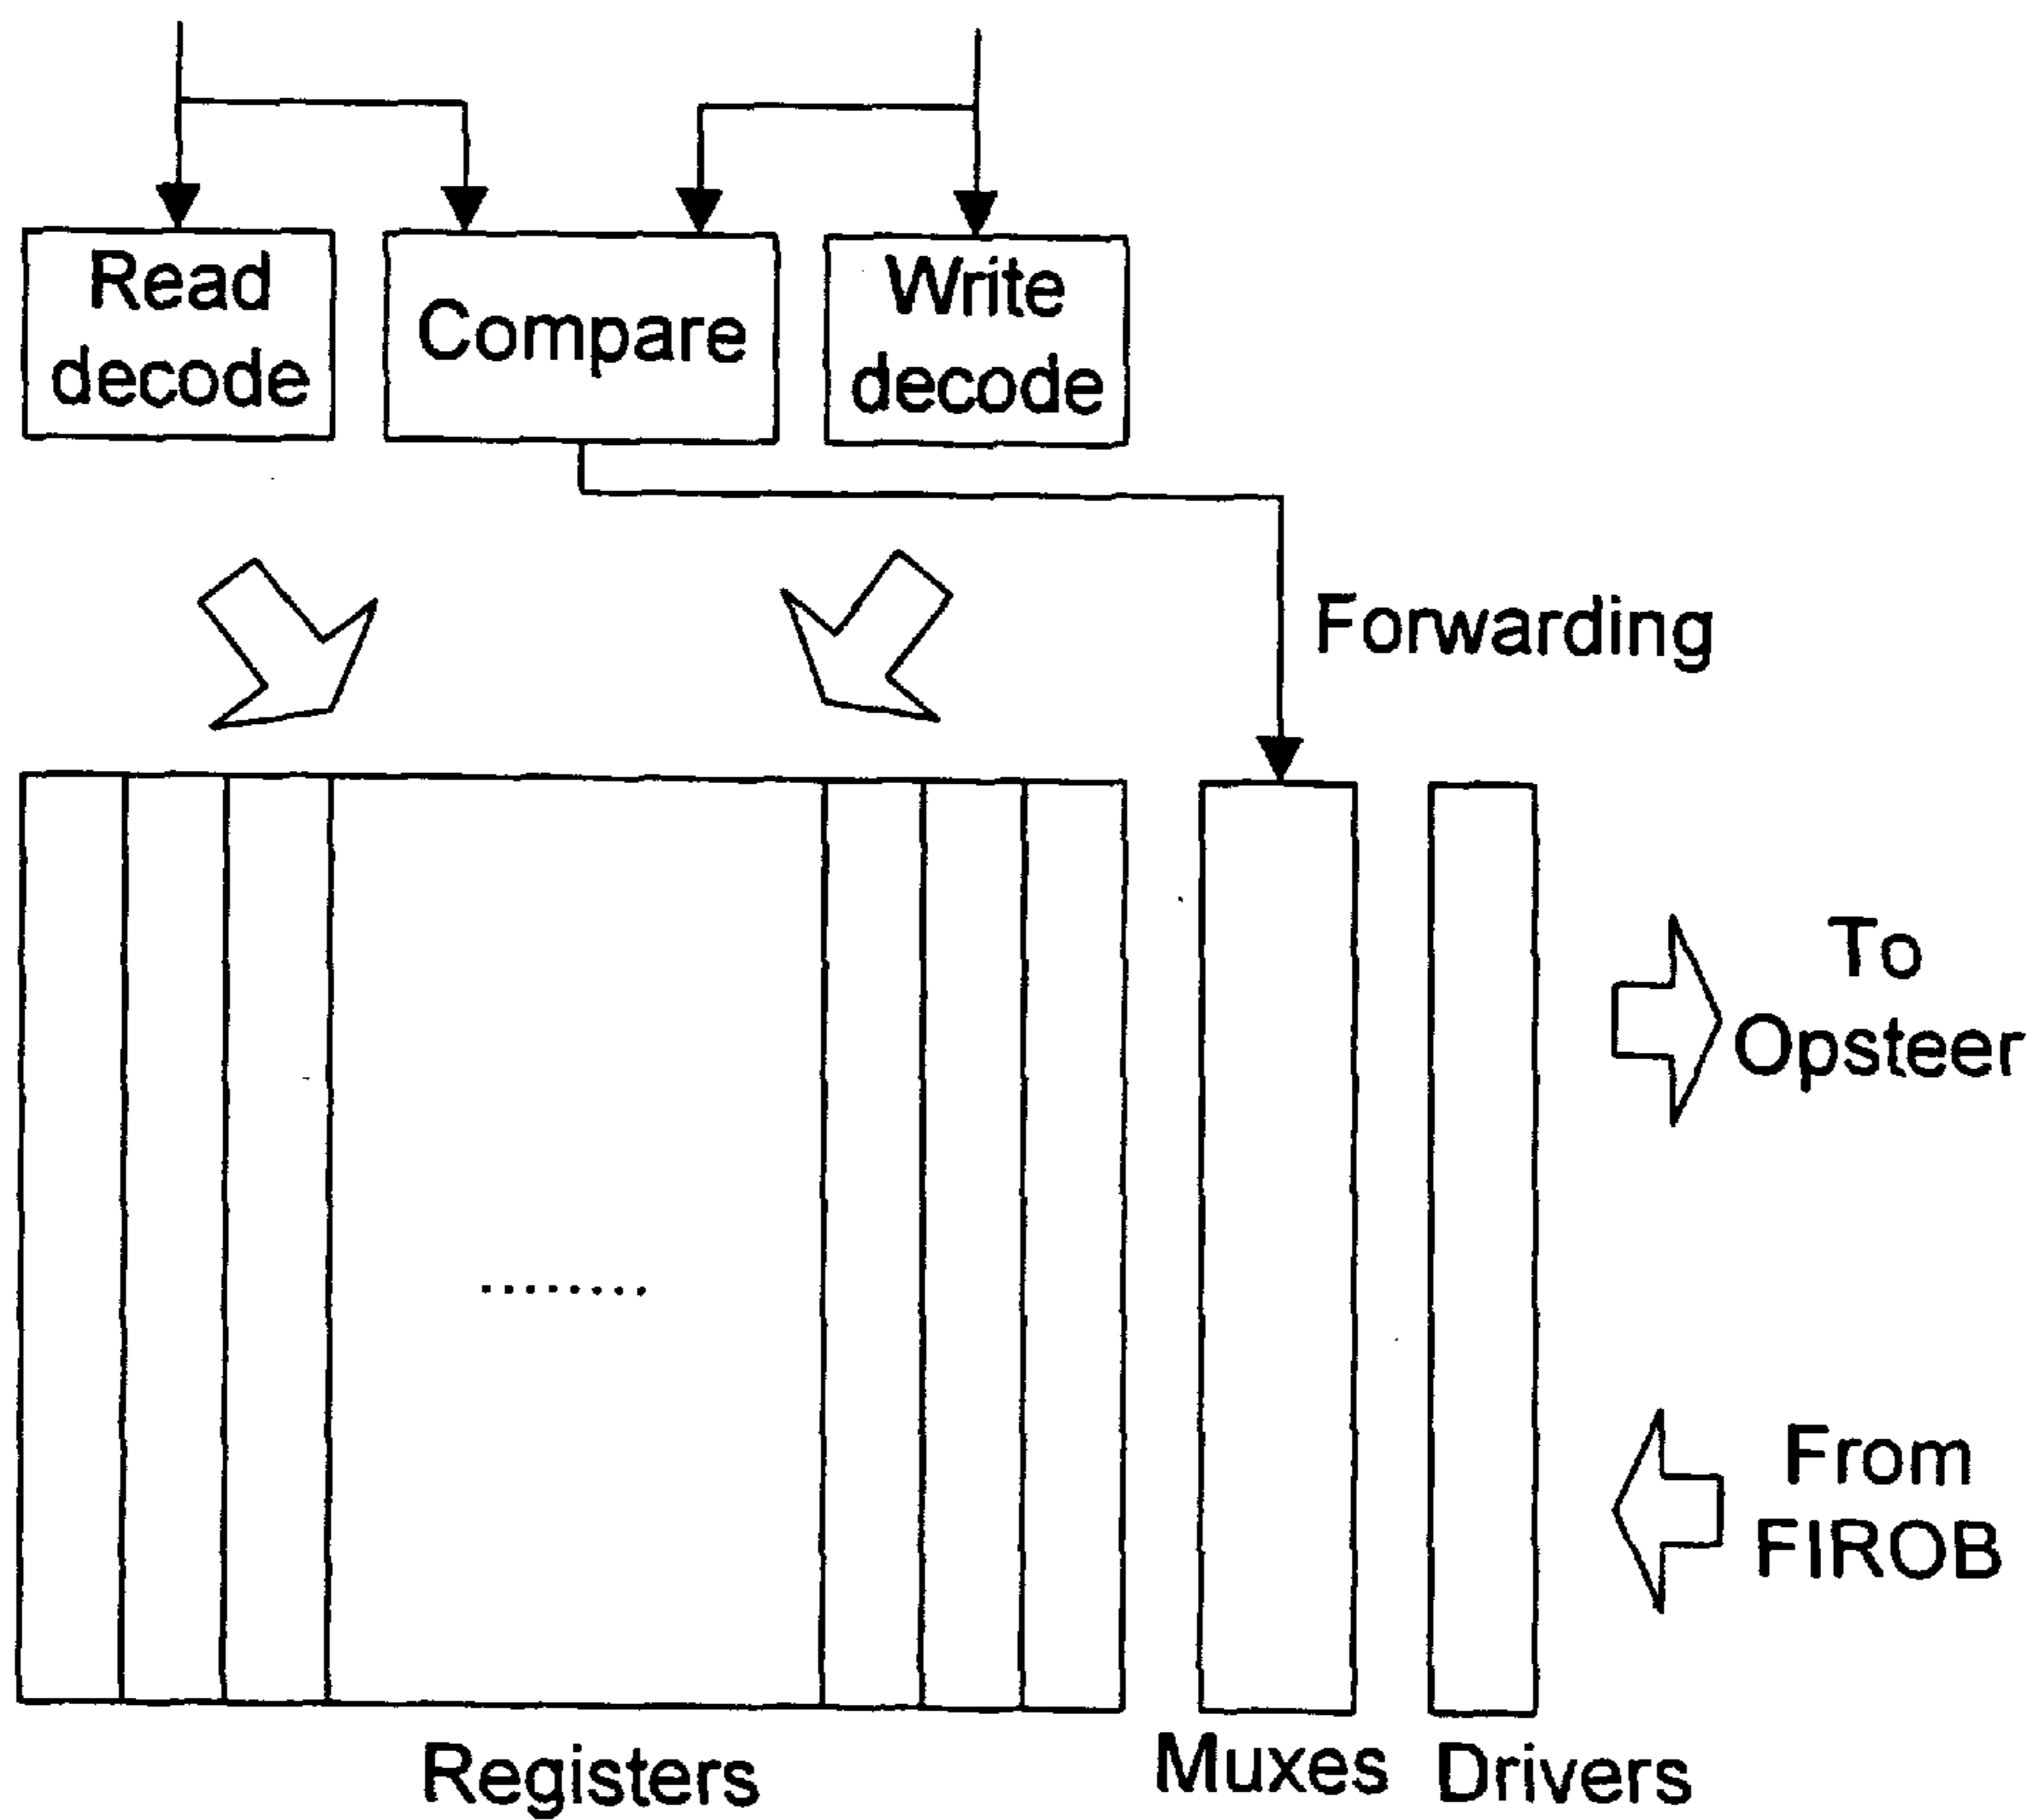 Read
decode
Compare
Write
decode
Forwarding
To
Opsteer
.......
From
FIROB
Registers
Muxes
Drivers